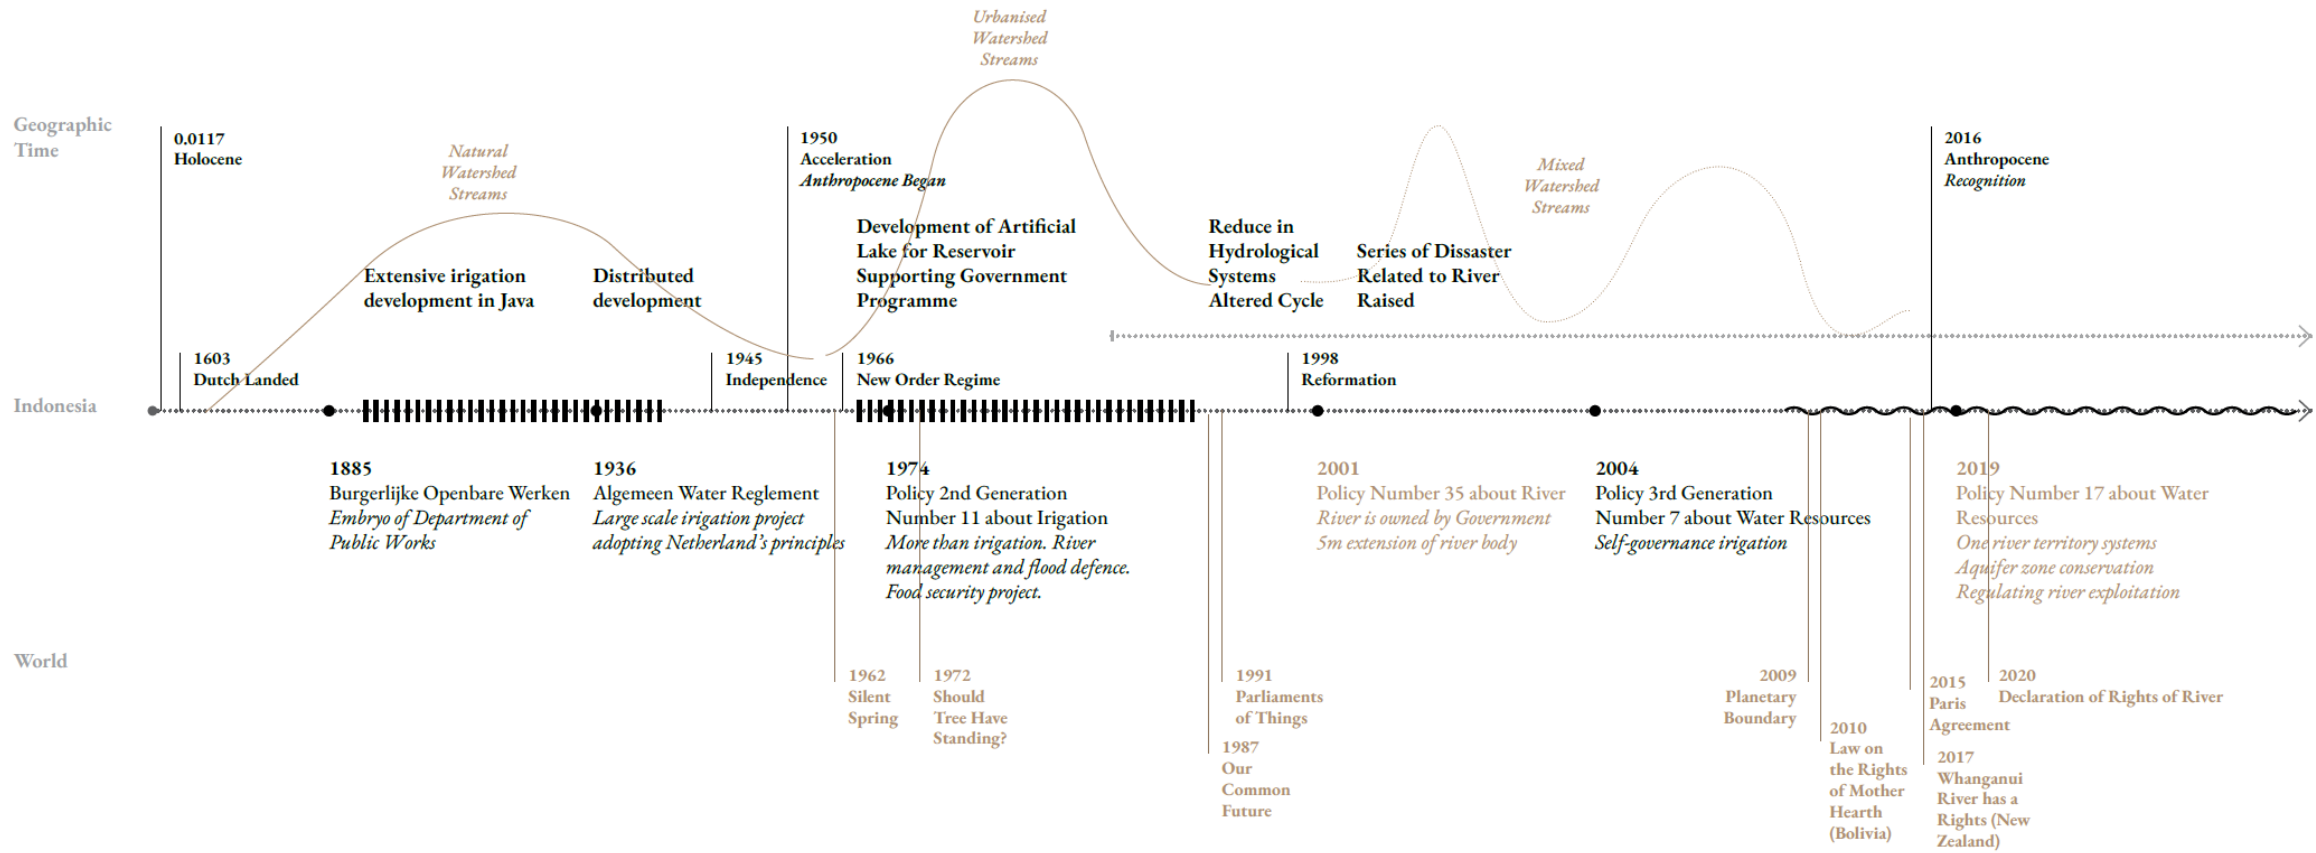 Urbanised
Watershed
Streams
Geographic
Time
0.0117
Holocene
Natural
Watershed
Streams
1950
Acceleration
Anthropocene Began
Mixed
Watershed
Streams
2016
Anthropocene
Recognition
Extensive irigation
development in Java
Distributed
development
Development of Artificial
Lake for Reservoir
Supporting Government
Programme
Reduce in
Hydrological
Systems
Altered Cycle
Series of Disaster
Related to River
Raised
1603
Dutch Landed
1945
Independence
1966
New Order Regime
1998
Reformation
Indonesia
1885
Burgerlijke Openbare Werken
Embryo of Department of
Public Works
1936
Algemeen Water Reglement
Large scale irigation project
adopting Netherland's principles
1974
Policy 2nd Generation
Number 11 about Irigation
More than irigation. River
management and flood defence.
Food security project.
2001
Policy Number 35 about River
River is owned by Government
5m extension of river body
2004
Policy 3rd Generation
Number 7 about Water Resources
Self-governance irigation
2019
Policy Number 17 about Water
Resources
One river territory systems
Aquifer zone conservation
Regulating river exploitation
World
1962
Silent
Spring
1972
Should
Tree Have
Standing?
1991
Parliaments
of Things
1987
Our
Common
Future
2009
Planetary
Boundary
2010
Law on
the Rights
of Mother
Hearth
(Bolivia)
2015
Paris
Agreement
2017
Whanganui
River has a
Rights (New
Zealand)
2020
Declaration of Rights of River